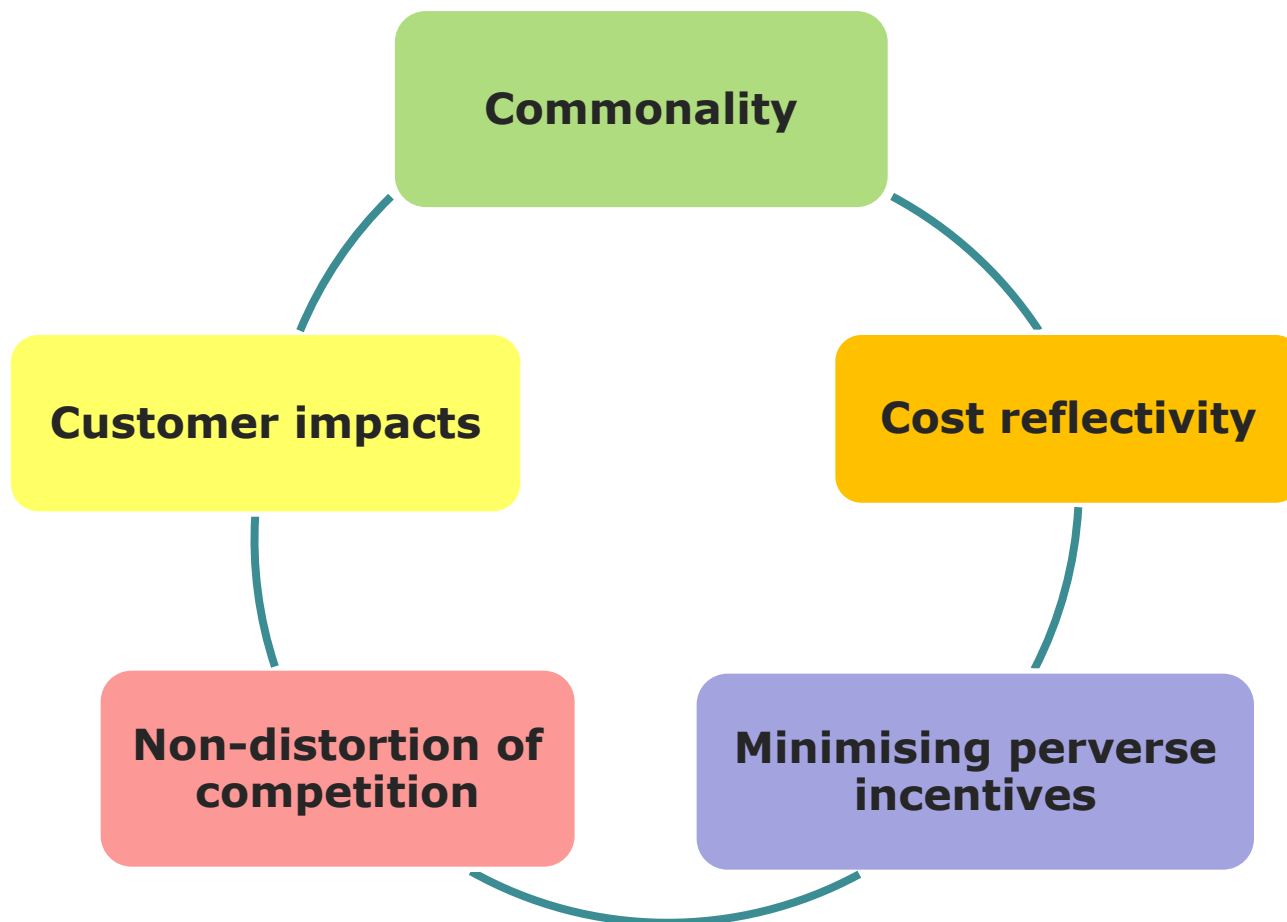 Commonality
Customer impacts
Cost reflectivity
Non-distortion of
competition
Minimising perverse
incentives